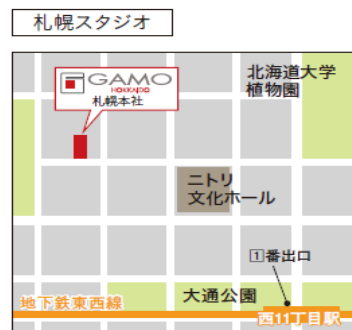 札幌スタジオ
GAMO
HOKKAIDO
札幌本社
北海道大学
植物園
ニトリ
文化ホール
1番出口
大通公園
地下鉄東西線
西11丁目駅